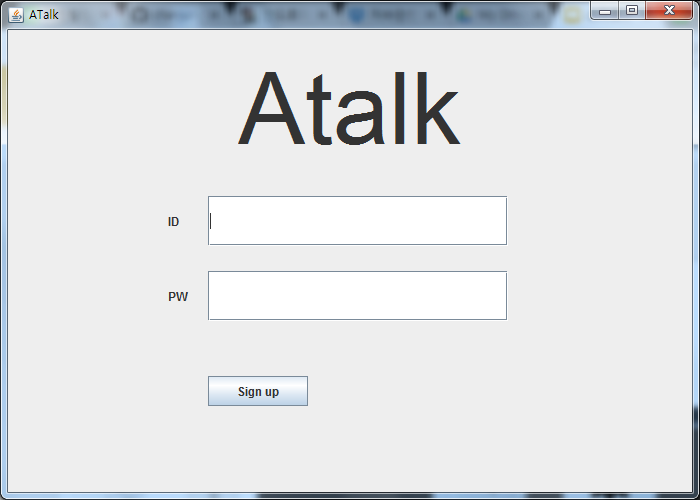 ATalk
Atalk
ID
PW
Sign up